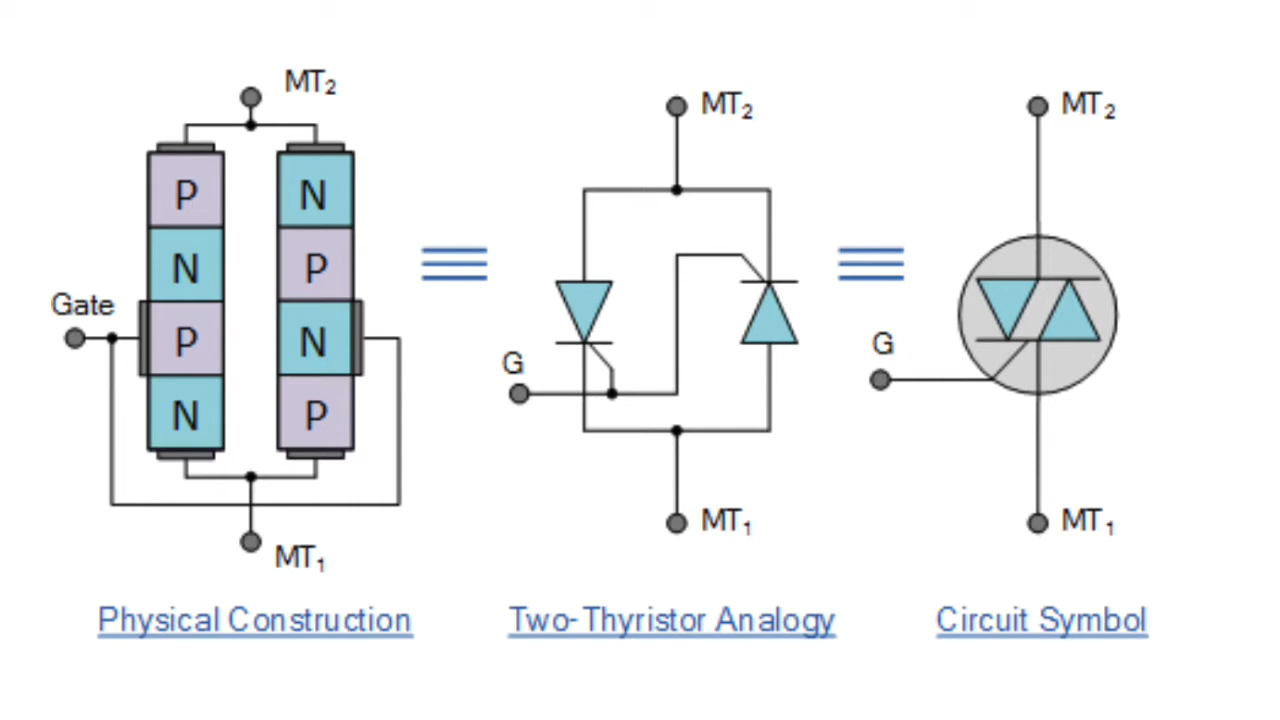 MT₂
P
N
N
P
P
N
N
P
Gate
MT₁
Physical Construction
MT₂
G
MT₁
Two-Thyristor Analogy
MT₂
G
MT₁
Circuit Symbol